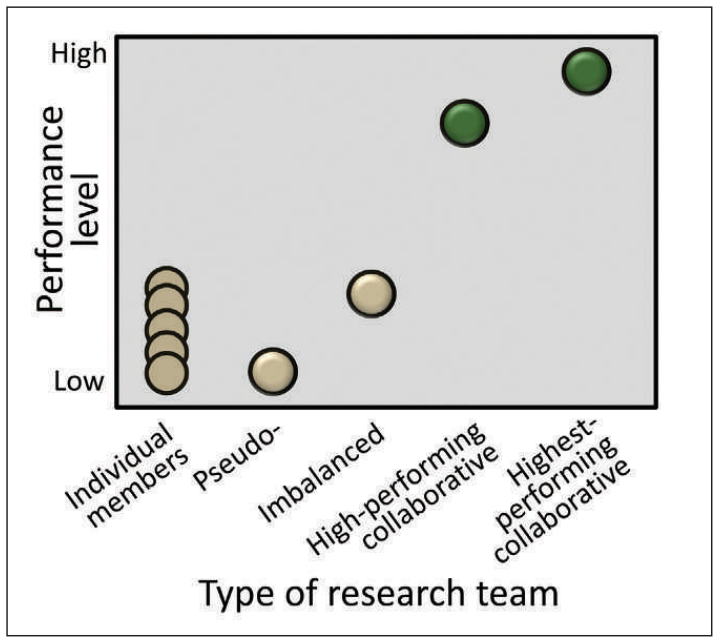 High
Performance
level
Low
Individual
members
Pseudo-
Imbalanced
High-performing
collaborative
Highest-
performing
collaborative
Type of research team